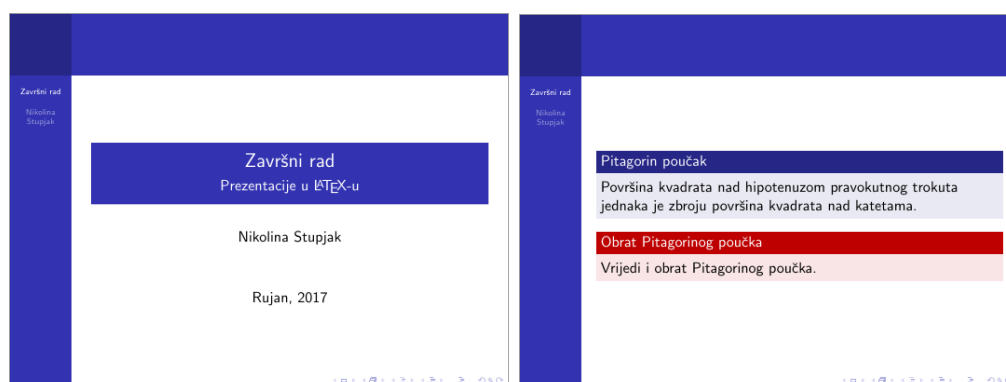 Završni rad
Nikolina
Stupjak
Završni rad
Prezentacije u LATEX-u
Nikolina Stupjak
Rujan, 2017
Završni rad
Nikolina
Stupjak
Pitagorin poučak
Površina kvadrata nad hipotenuzom pravokutnog trokuta
jednaka je zbroju površina kvadrata nad katetama.
Obrat Pitagorinog poučka
Vrijedi i obrat Pitagorinog poučka.